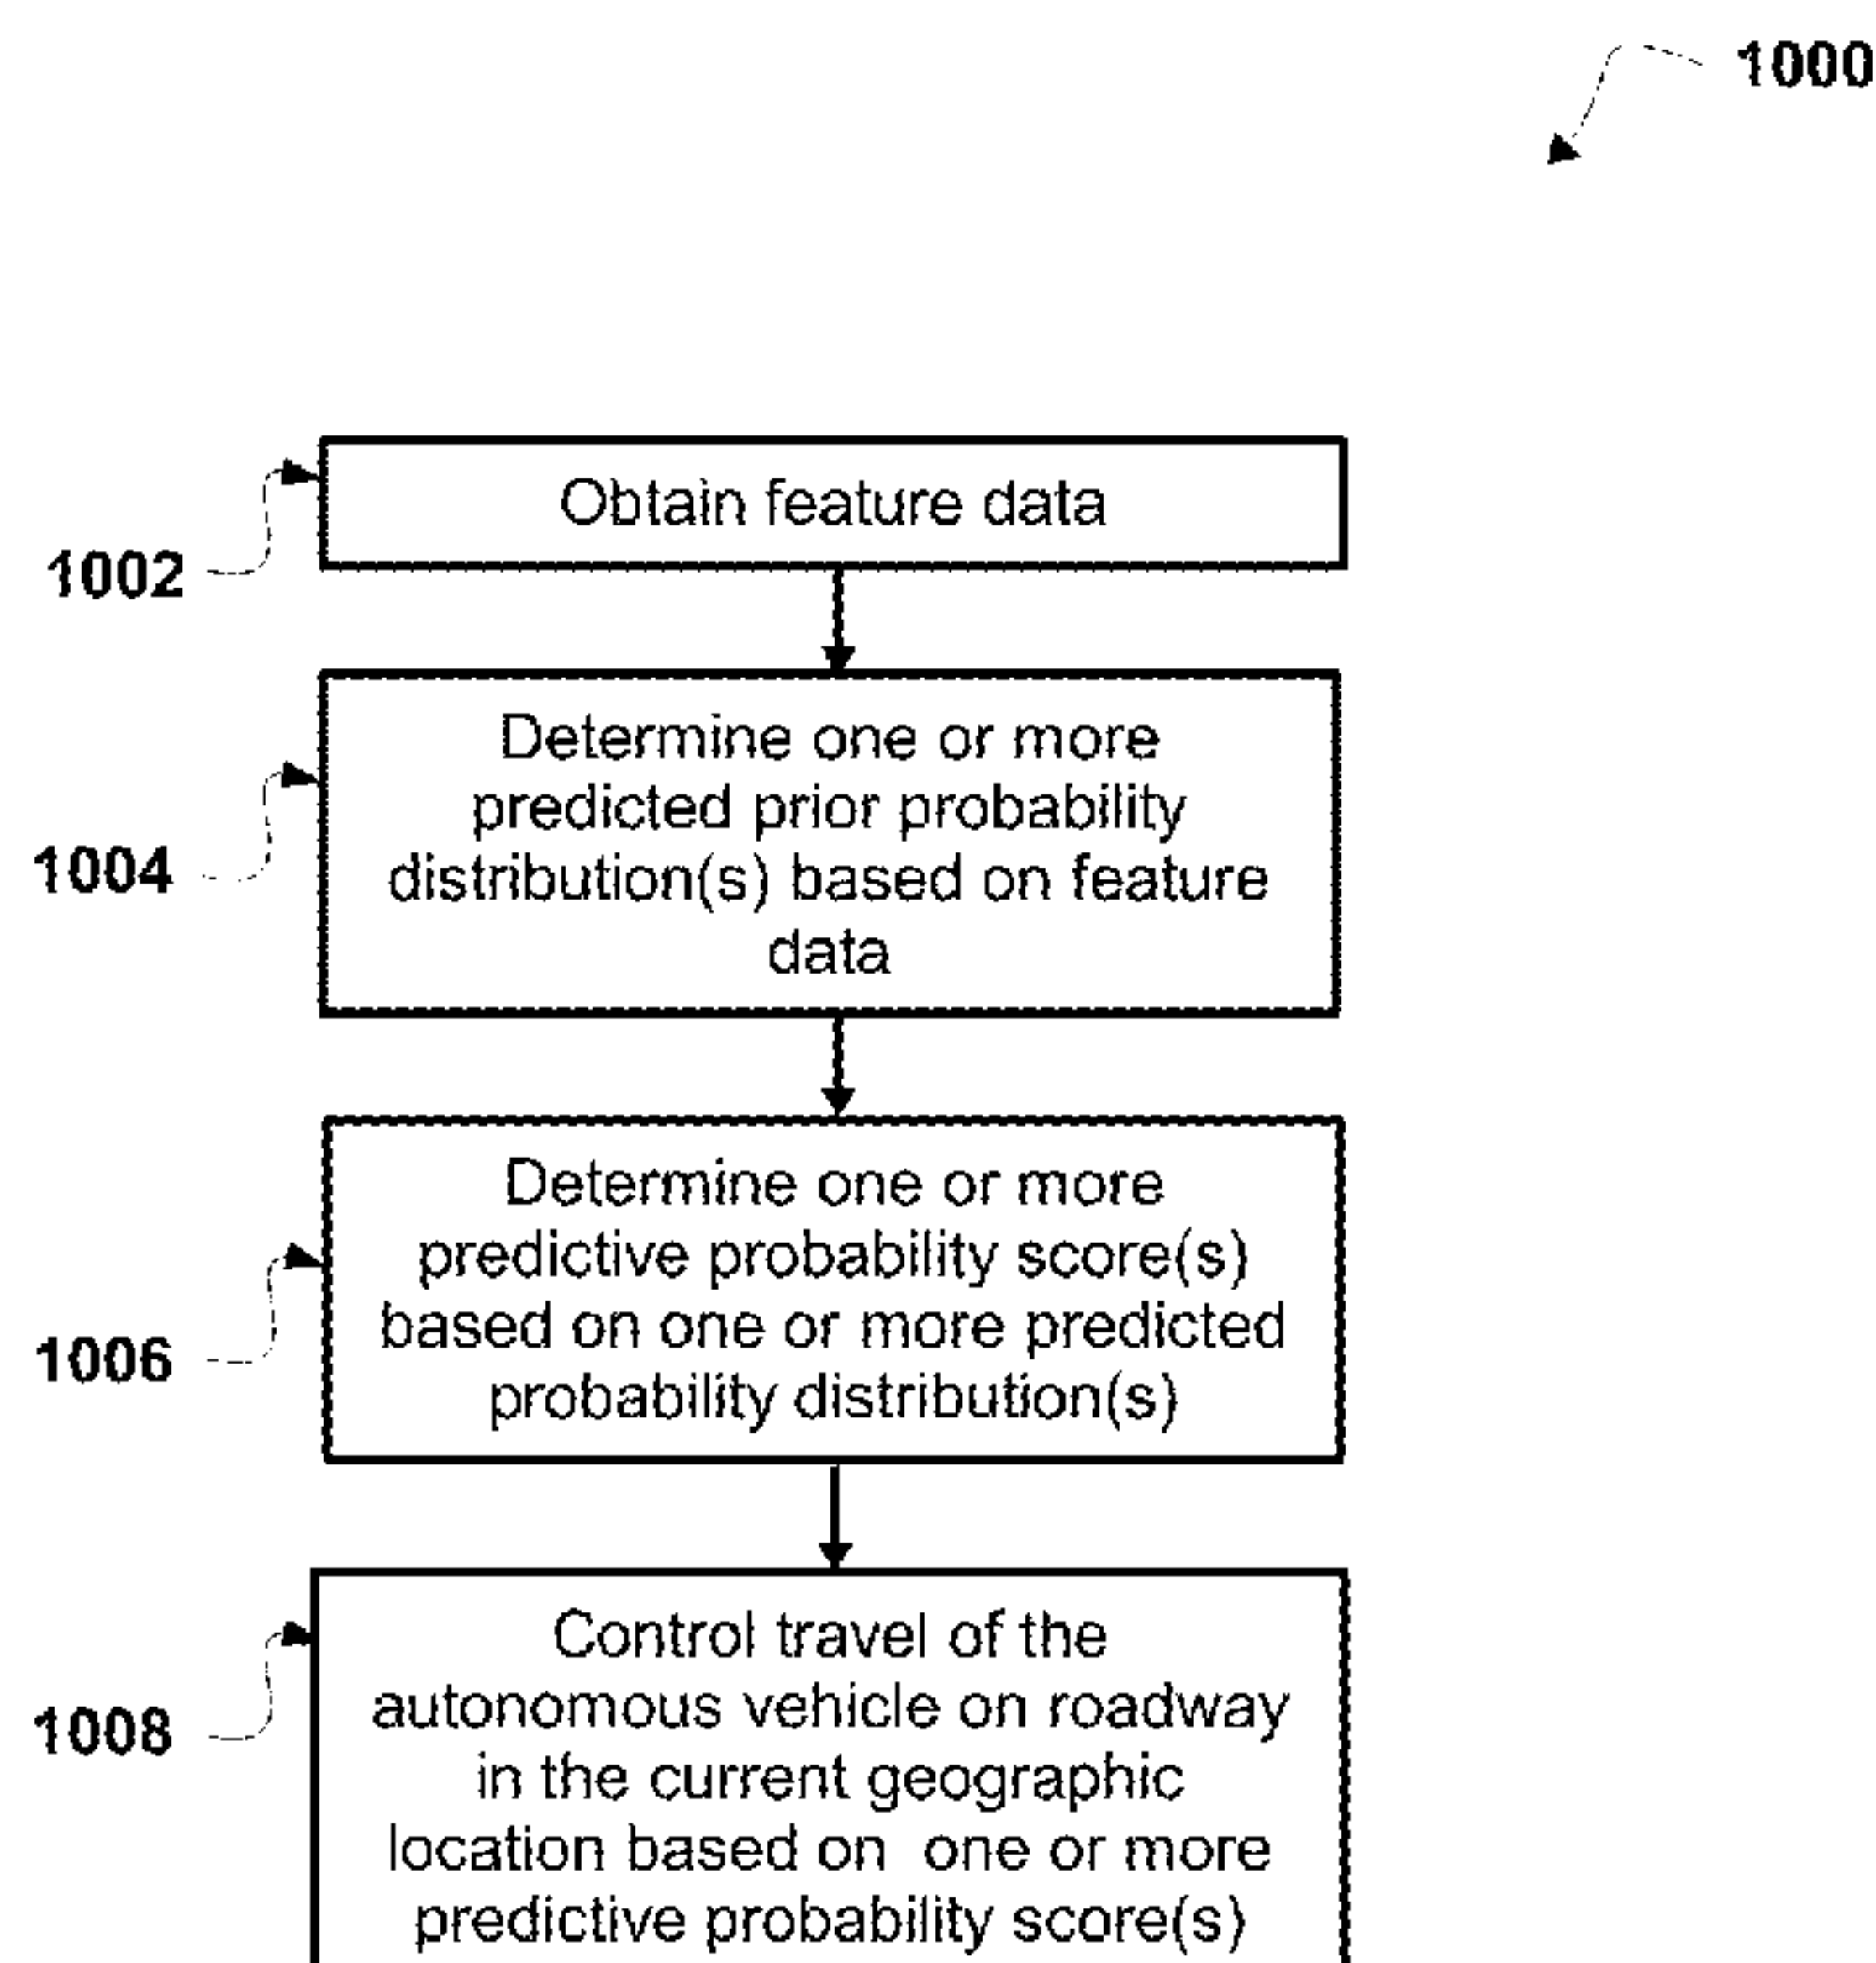 1000
Obtain feature data
1002
Determine one or more
predicted prior probability
distribution(s) based on feature
data
1004
Determine one or more
predictive probability score(s)
based on one or more predicted
probability distribution(s)
1006
Control travel of the
autonomous vehicle on roadway
in the current geographic
location based on one or more
predictive probability score(s)
1008